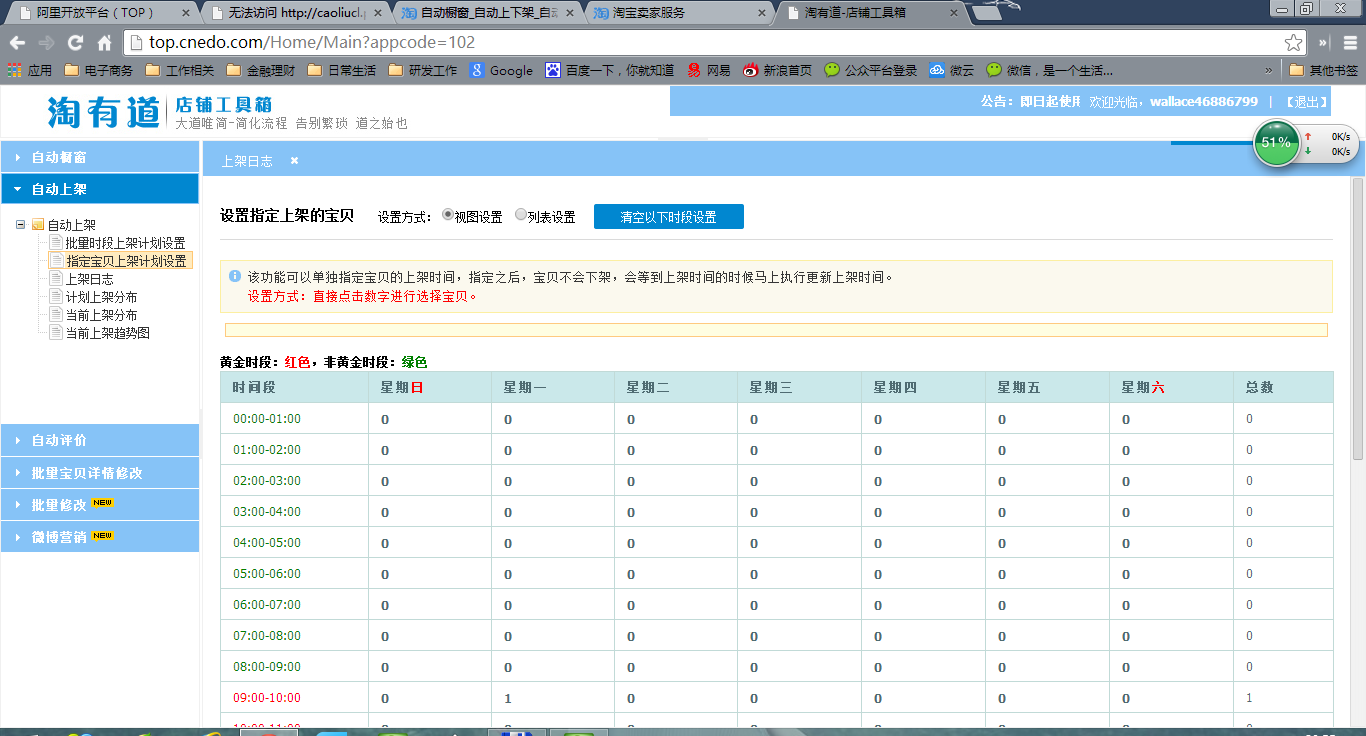 阿里开放平台（TOP）
无法访问 http://caoliucl.
自动橱窗_自动上下架_自动
淘宝卖家服务
淘有道-店铺工具箱
top.cnedo.com/Home/Main?appcode=102
应用 电子商务 工作相关 金融理财 日常生活 研发工作 Google 百度一下，你就知道 网易 新浪首页 公众平台登录 微云 微信，是一个生活... » 其他书签
淘有道 店铺工具箱
大道唯简-简化流程 告别繁琐 道之始也
公告：即日起使用 欢迎光临，wallace46886799 | 【退出】
51% 0K/s
0K/s
自动橱窗
自动上架
自动上架
批量时段上架计划设置
指定宝贝上架计划设置
上架日志
计划上架分布
当前上架分布
当前上架趋势图
自动评价
批量宝贝详情修改
批量修改 NEW
微博营销 NEW
上架日志 ×
设置指定上架的宝贝 设置方式： 视图设置 列表设置 清空以下时段设置
该功能可以单独指定宝贝的上架时间，指定之后，宝贝不会下架，会等到上架时间的时候马上执行更新上架时间。
设置方式：直接点击数字进行选择宝贝。
黄金时段：红色，非黄金时段：绿色
时间段 星期日 星期一 星期二 星期三 星期四 星期五 星期六 总数
00:00-01:00 0 0 0 0 0 0 0 0
01:00-02:00 0 0 0 0 0 0 0 0
02:00-03:00 0 0 0 0 0 0 0 0
03:00-04:00 0 0 0 0 0 0 0 0
04:00-05:00 0 0 0 0 0 0 0 0
05:00-06:00 0 0 0 0 0 0 0 0
06:00-07:00 0 0 0 0 0 0 0 0
07:00-08:00 0 0 0 0 0 0 0 0
08:00-09:00 0 0 0 0 0 0 0 0
09:00-10:00 0 1 0 0 0 0 0 1